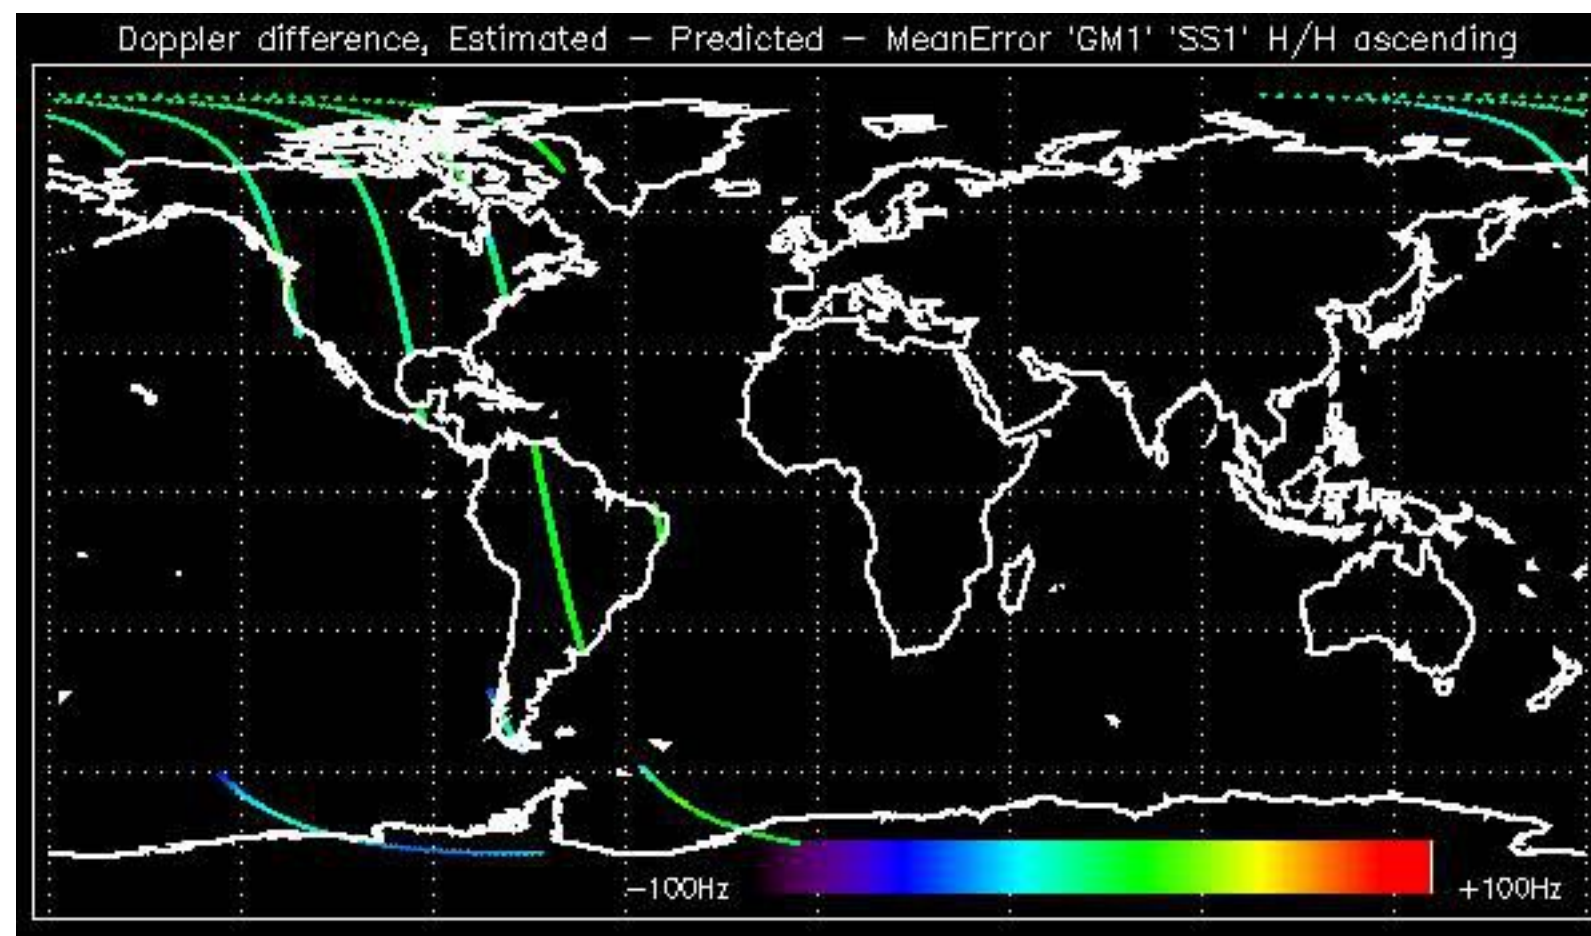 Doppler difference, Estimated – Predicted – MeanError 'GM1' 'SS1' H/H ascending
–100Hz
+100Hz